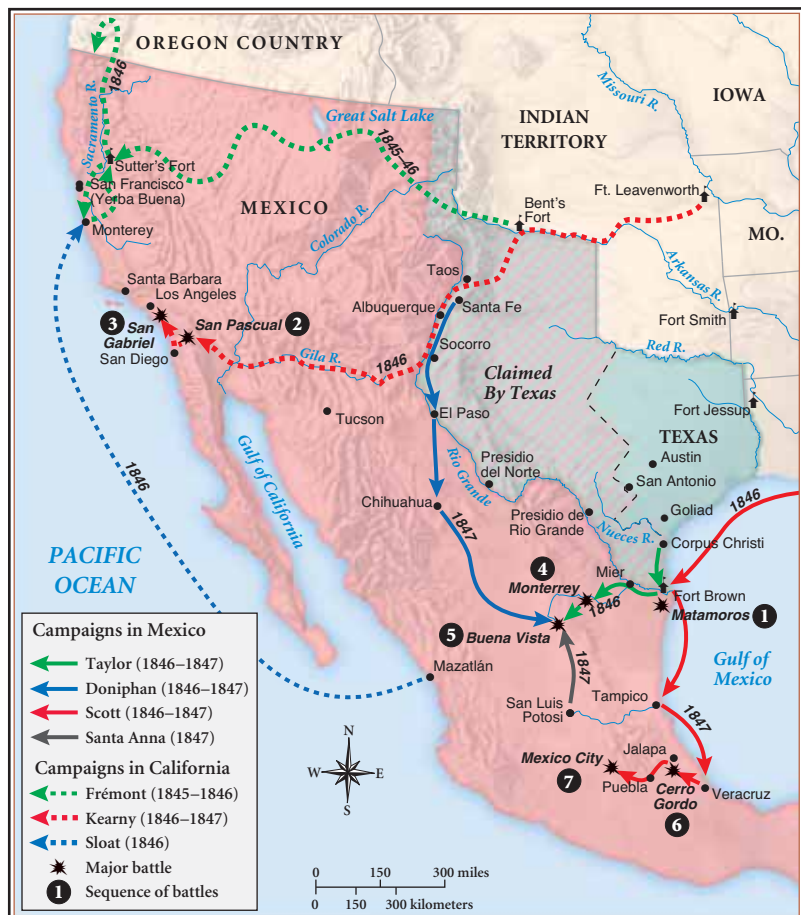 OREGON COUNTRY
1846
Sacramento R.
Great Salt Lake
1845–46
Missouri R.
IOWA
INDIAN
TERRITORY
Sutter's Fort
San Francisco
(Yerba Buena)
Monterey
MEXICO
Colorado R.
Bent's
Fort
Ft. Leavenworth
MO.
Arkansas R.
Taos
Santa Fe
Albuquerque
Fort Smith
Santa Barbara
Los Angeles
3
San
Gabriel
San Pascual
2
San Diego
Gila R.
1846
Socorro
Red R.
Claimed
By Texas
Tucson
El Paso
Fort Jessup
TEXAS
Austin
San Antonio
Presidio
del Norte
Rio Grande
Gulf of California
Chihuahua
1847
Presidio de
Rio Grande
Nueces R.
Goliad
Corpus Christi
1846
1846
PACIFIC
OCEAN
4
Monterrey
Mier
1846
Fort Brown
Matamoros
1
5
Buena Vista
Gulf of
Mexico
Mazatlán
1847
San Luis
Potosi
Tampico
1847
Mexico City
7
Jalapa
Puebla
Cerro
Gordo
6
Veracruz
Campaigns in Mexico
Taylor (1846–1847)
Doniphan (1846–1847)
Scott (1846–1847)
Santa Anna (1847)
Campaigns in California
Frémont (1845–1846)
Kearny (1846–1847)
Sloat (1846)
Major battle
1 Sequence of battles
N
W E
S
0 150 300 miles
0 150 300 kilometers